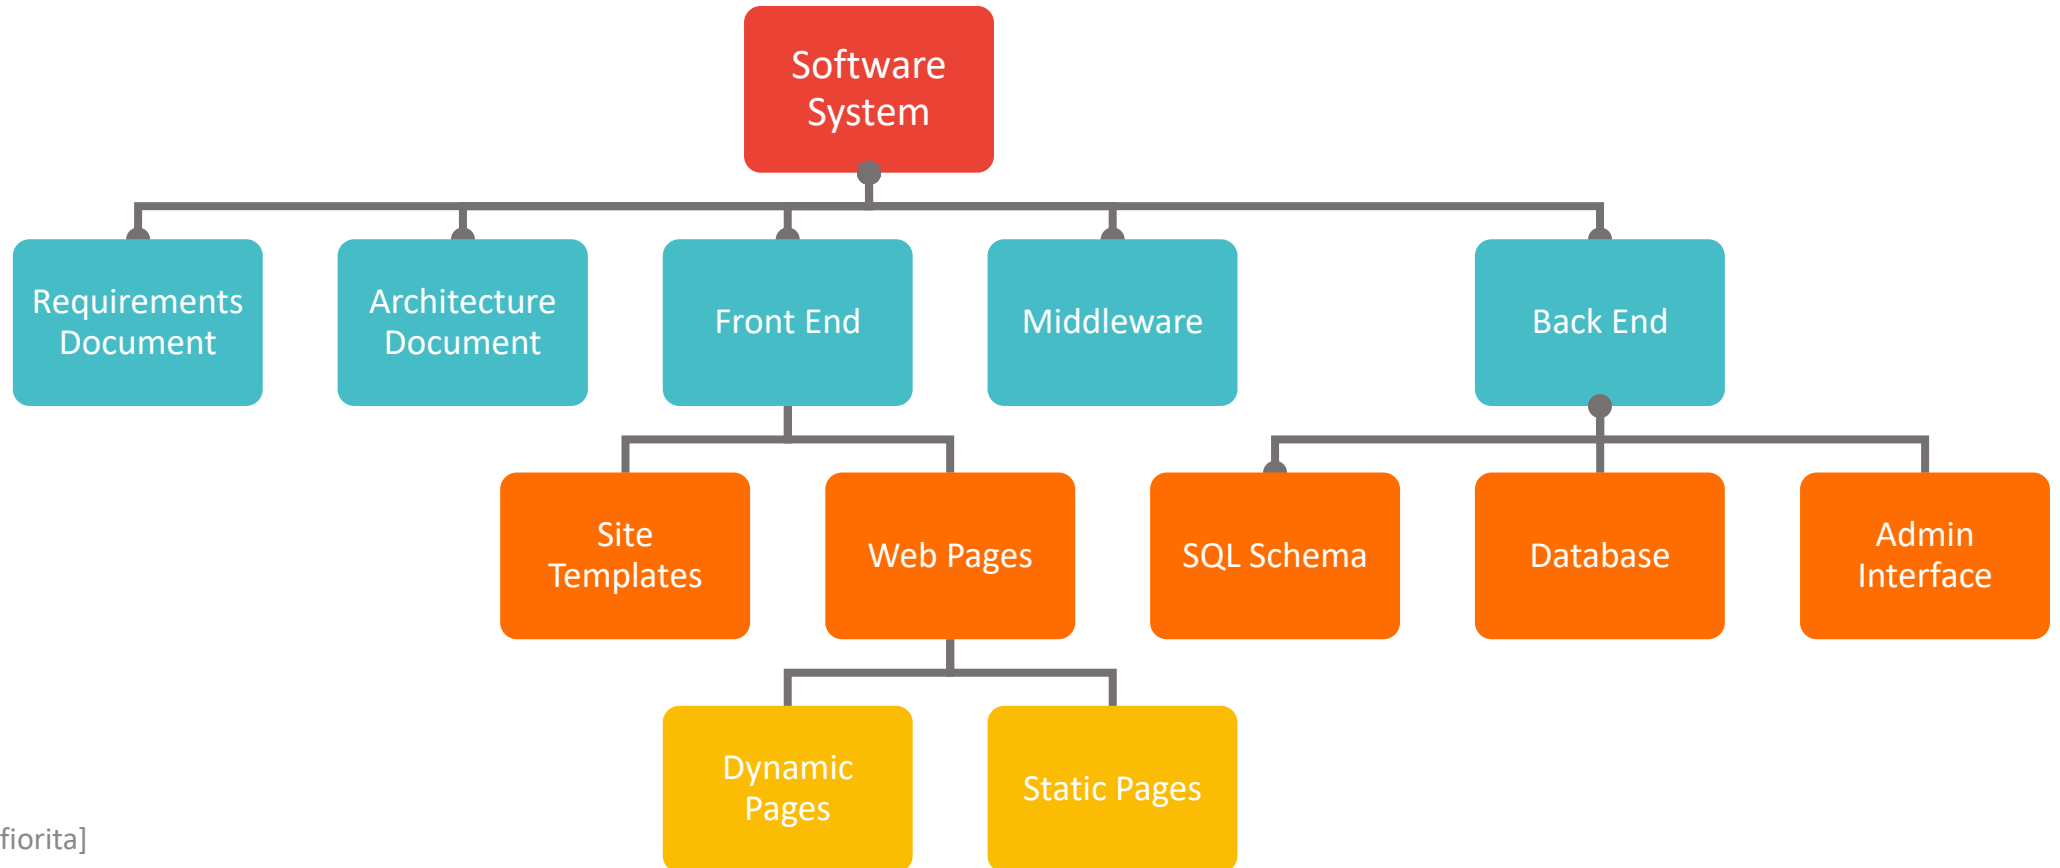 Software
System
Requirements
Document
Architecture
Document
Front End
Middleware
Back End
Site
Templates
Web Pages
SQL Schema
Database
Admin
Interface
Dynamic
Pages
Static Pages
fiorita]